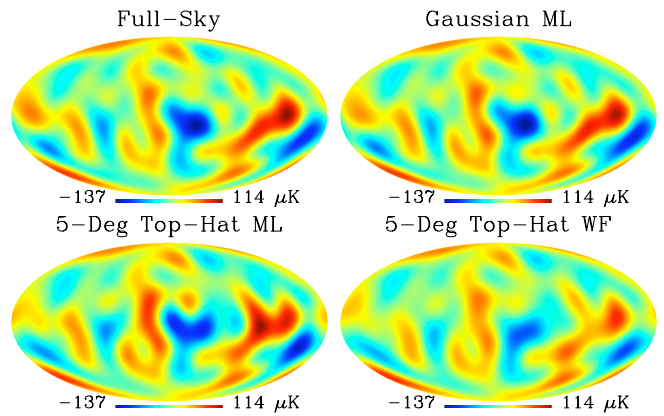 Full-Sky
Gaussian ML
-137 114 μK
-137 114 μK
5-Deg Top-Hat ML
5-Deg Top-Hat WF
-137 114 μK
-137 114 μK